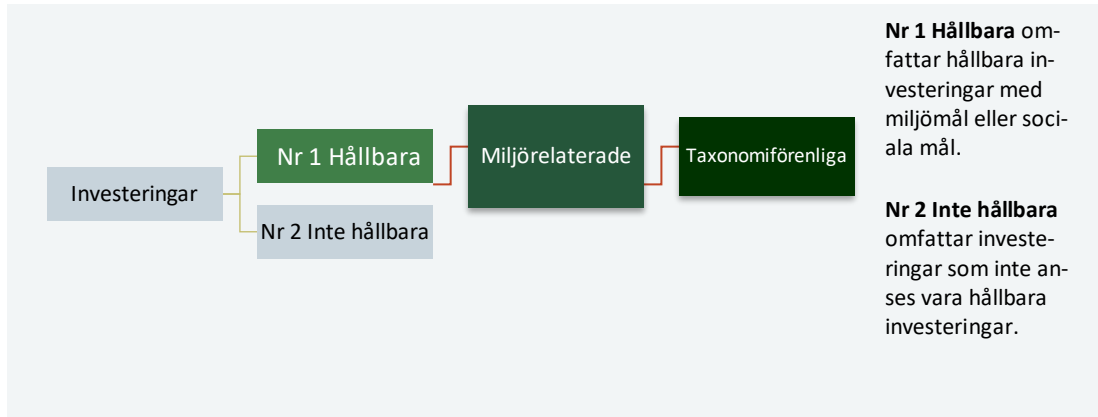 Investeringar
Nr 1 Hållbara
Nr 2 Inte hållbara
Miljörelaterade
Taxonomiförenliga
Nr 1 Hållbara om-
fattar hållbara in-
vesteringar med
miljömål eller soci-
ala mål.
Nr 2 Inte hållbara
omfattar investe-
ringar som inte an-
ses vara hållbara
investeringar.